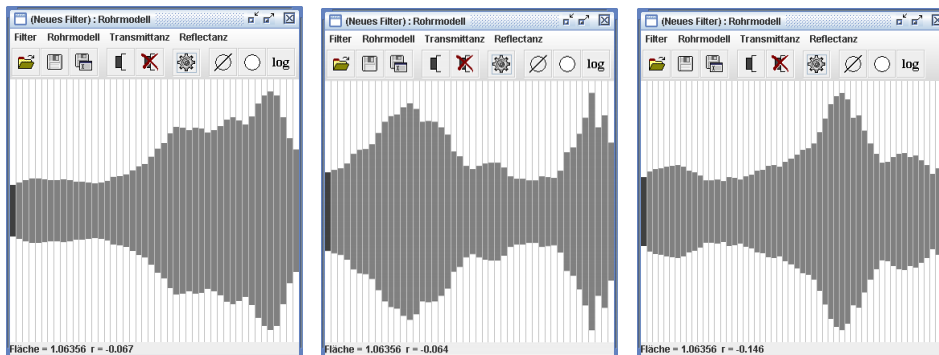 (Neues Filter) : Rohrmodell
Filter Rohrmodell Transmittanz Reflectanz
log
Fläche = 1.06356 r = -0.067
(Neues Filter) : Rohrmodell
Filter Rohrmodell Transmittanz Reflectanz
log
Fläche = 1.06356 r = -0.064
(Neues Filter) : Rohrmodell
Filter Rohrmodell Transmittanz Reflectanz
log
Fläche = 1.06356 r = -0.146